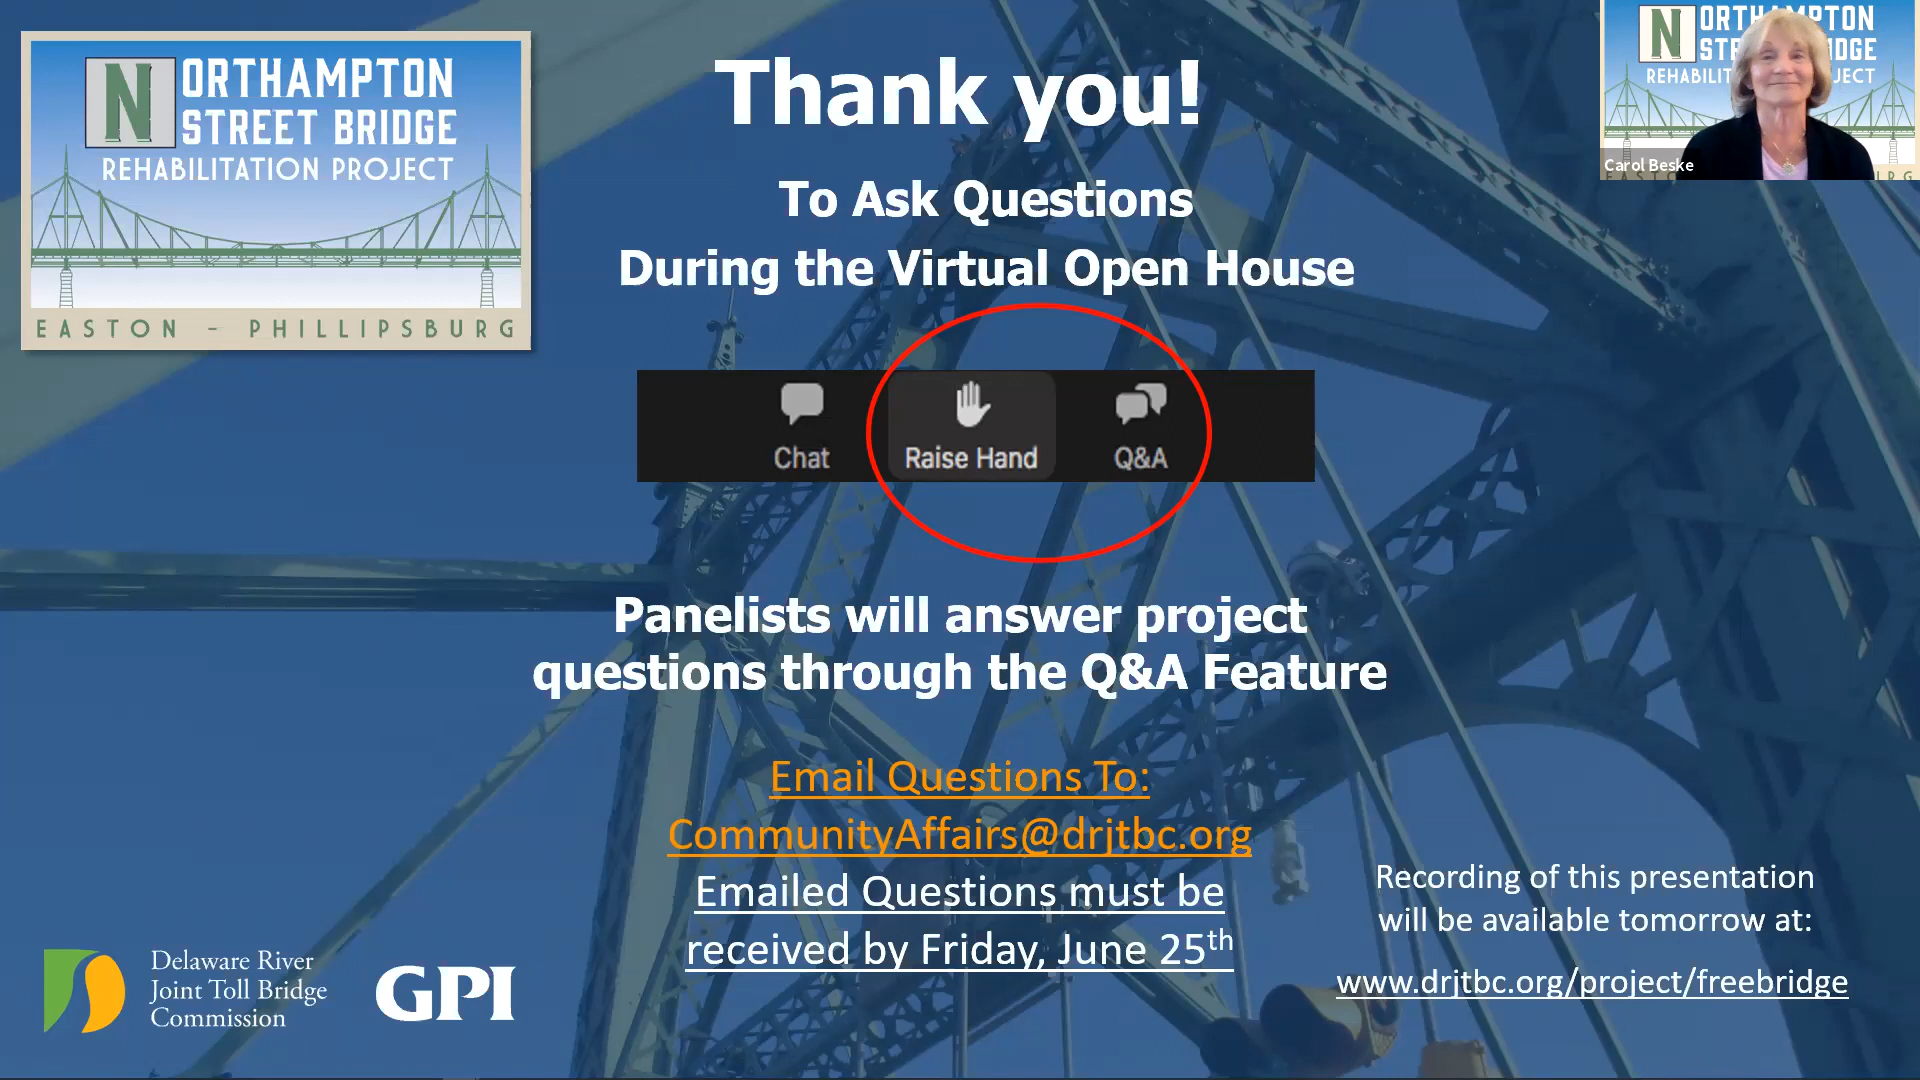 NORTHAMPTON
STREET BRIDGE
REHABILITATION PROJECT
EASTON - PHILLIPSBURG
Thank you!
To Ask Questions
During the Virtual Open House
Chat
Raise Hand
Q&A
Panelists will answer project
questions through the Q&A Feature
Email Questions To:
CommunityAffairs@drjtbc.org
Emailed Questions must be
received by Friday, June 25th
Recording of this presentation
will be available tomorrow at:
www.drjtbc.org/project/freebridge
Delaware River
Joint Toll Bridge
Commission
GPI
Carol Beske